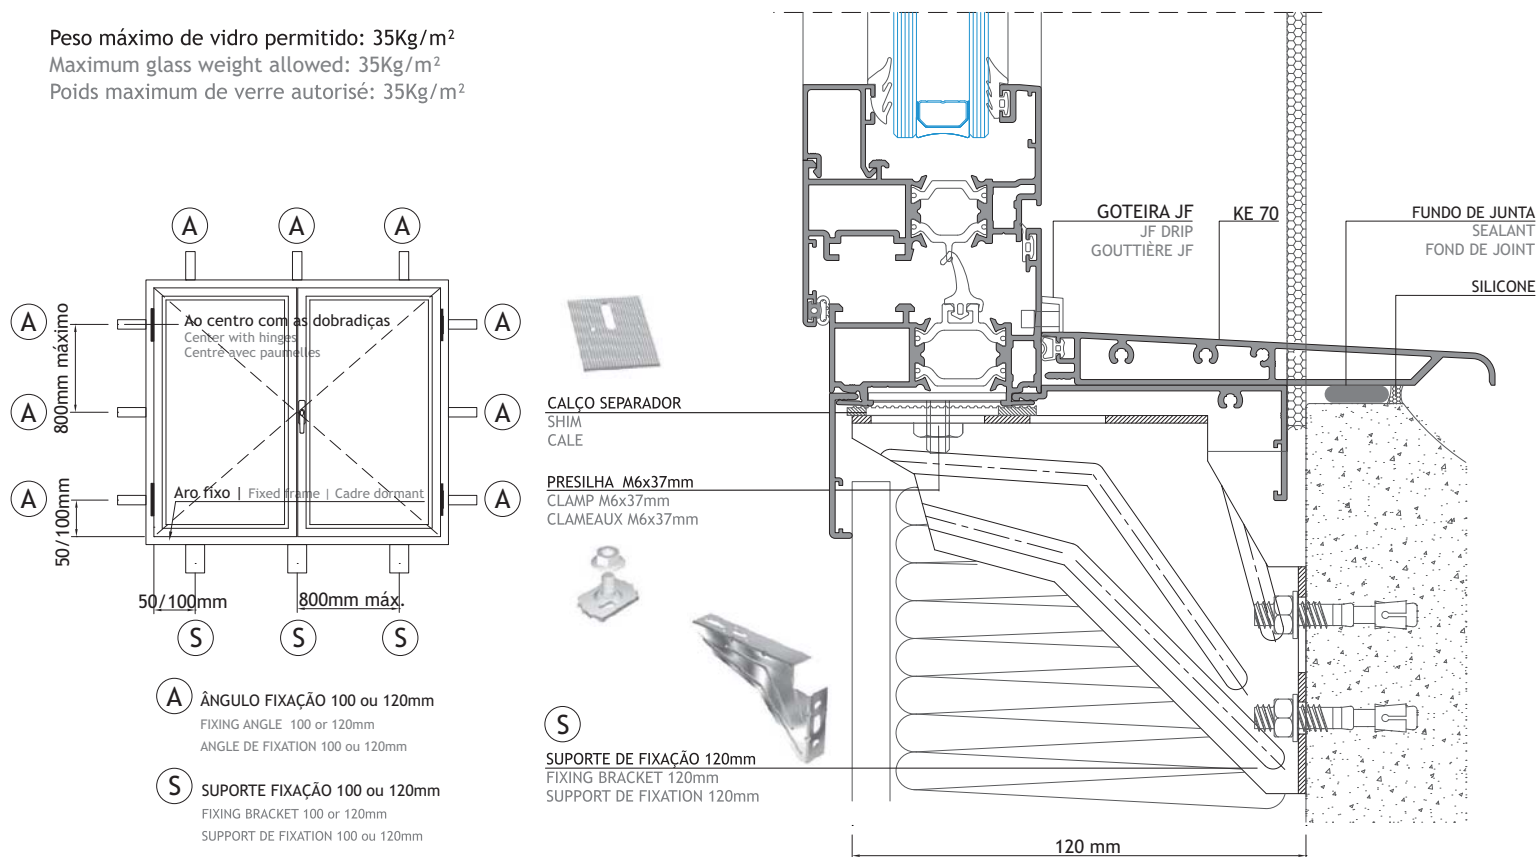 Peso máximo de vidro permitido: 35Kg/m²
Maximum glass weight allowed: 35Kg/m²
Poids maximum de verre autorisé: 35Kg/m²
A
A
A
A
A
Ao centro com as dobradiças
Center with hinges
Centre avec paumelles
800mm máximo
A
A
A
A
Aro fixo | Fixed frame | Cadre dormant
50/100mm
50/100mm
800mm máx.
S
S
S
A
ÂNGULO FIXAÇÃO 100 ou 120mm
FIXING ANGLE 100 or 120mm
ANGLE DE FIXATION 100 ou 120mm
S
SUPORTE FIXAÇÃO 100 ou 120mm
FIXING BRACKET 100 or 120mm
SUPPORT DE FIXATION 100 ou 120mm
CALÇO SEPARADOR
SHIM
CALE
PRESILHA M6x37mm
CLAMP M6x37mm
CLAMEAUX M6x37mm
S
SUPORTE DE FIXAÇÃO 120mm
FIXING BRACKET 120mm
SUPPORT DE FIXATION 120mm
GOTEIRA JF
JF DRIP
GOUTTIÈRE JF
KE 70
FUNDO DE JUNTA
SEALANT
FOND DE JOINT
SILICONE
120 mm